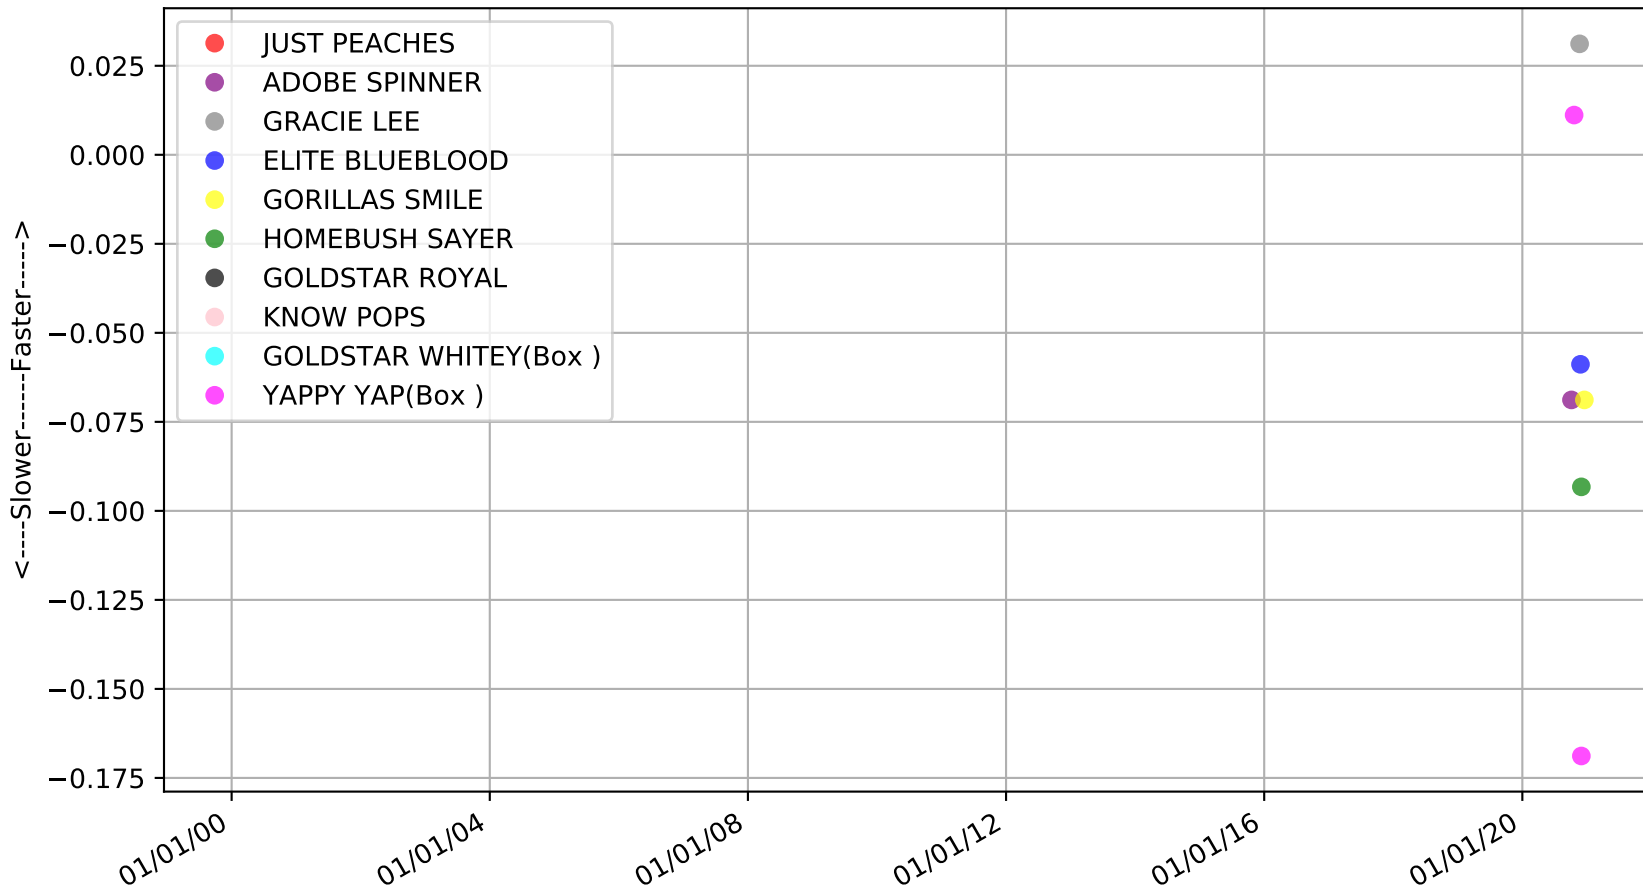 JUST PEACHES
ADOBE SPINNER
GRACIE LEE
ELITE BLUEBLOOD
GORILLAS SMILE
HOMEBUSH SAYER
GOLDSTAR ROYAL
KNOW POPS
GOLDSTAR WHITEY(Box )
YAPPY YAP(Box )
0.025
0.000
−0.025
−0.050
−0.075
−0.100
−0.125
−0.150
−0.175
<----Slower------Faster----->
01/01/00
01/01/04
01/01/08
01/01/12
01/01/16
01/01/20